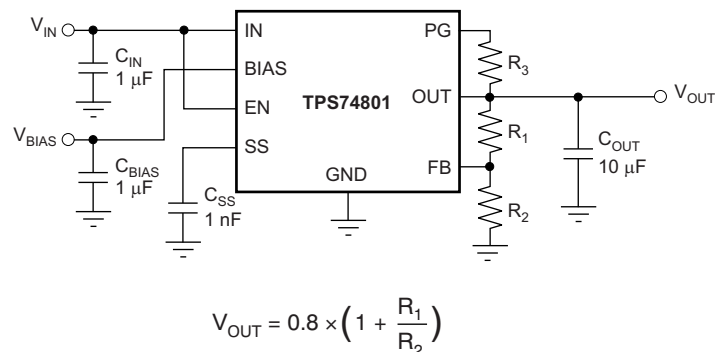 V_IN
C_IN
1 μF
V_BIAS
C_BIAS
1 μF
C_SS
1 nF
IN
BIAS
EN
SS
TPS74801
GND
PG
OUT
FB
R_3
R_1
R_2
V_OUT
C_OUT
10 μF
V_OUT = 0.8 × (1 + R_1/R_2)